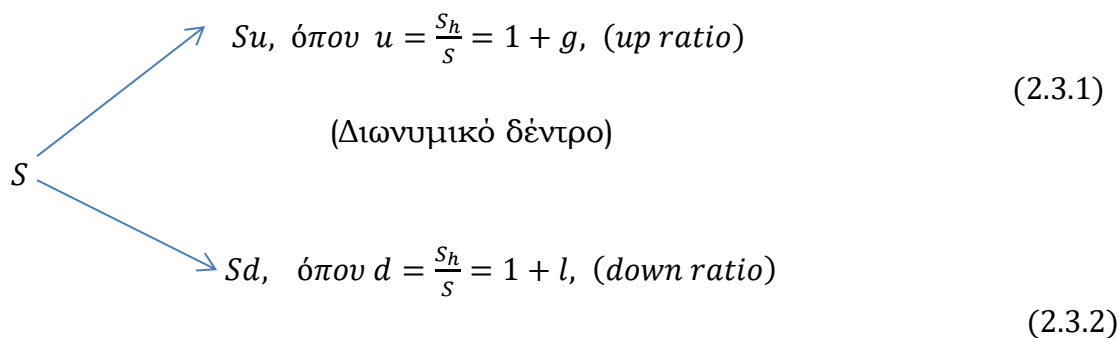 Su, όπου u = S_h/S = 1 + g, (up ratio)
(2.3.1)
(Διωνυμικό δέντρο)
S
Sd, όπου d = S_h/S = 1 + l, (down ratio)
(2.3.2)